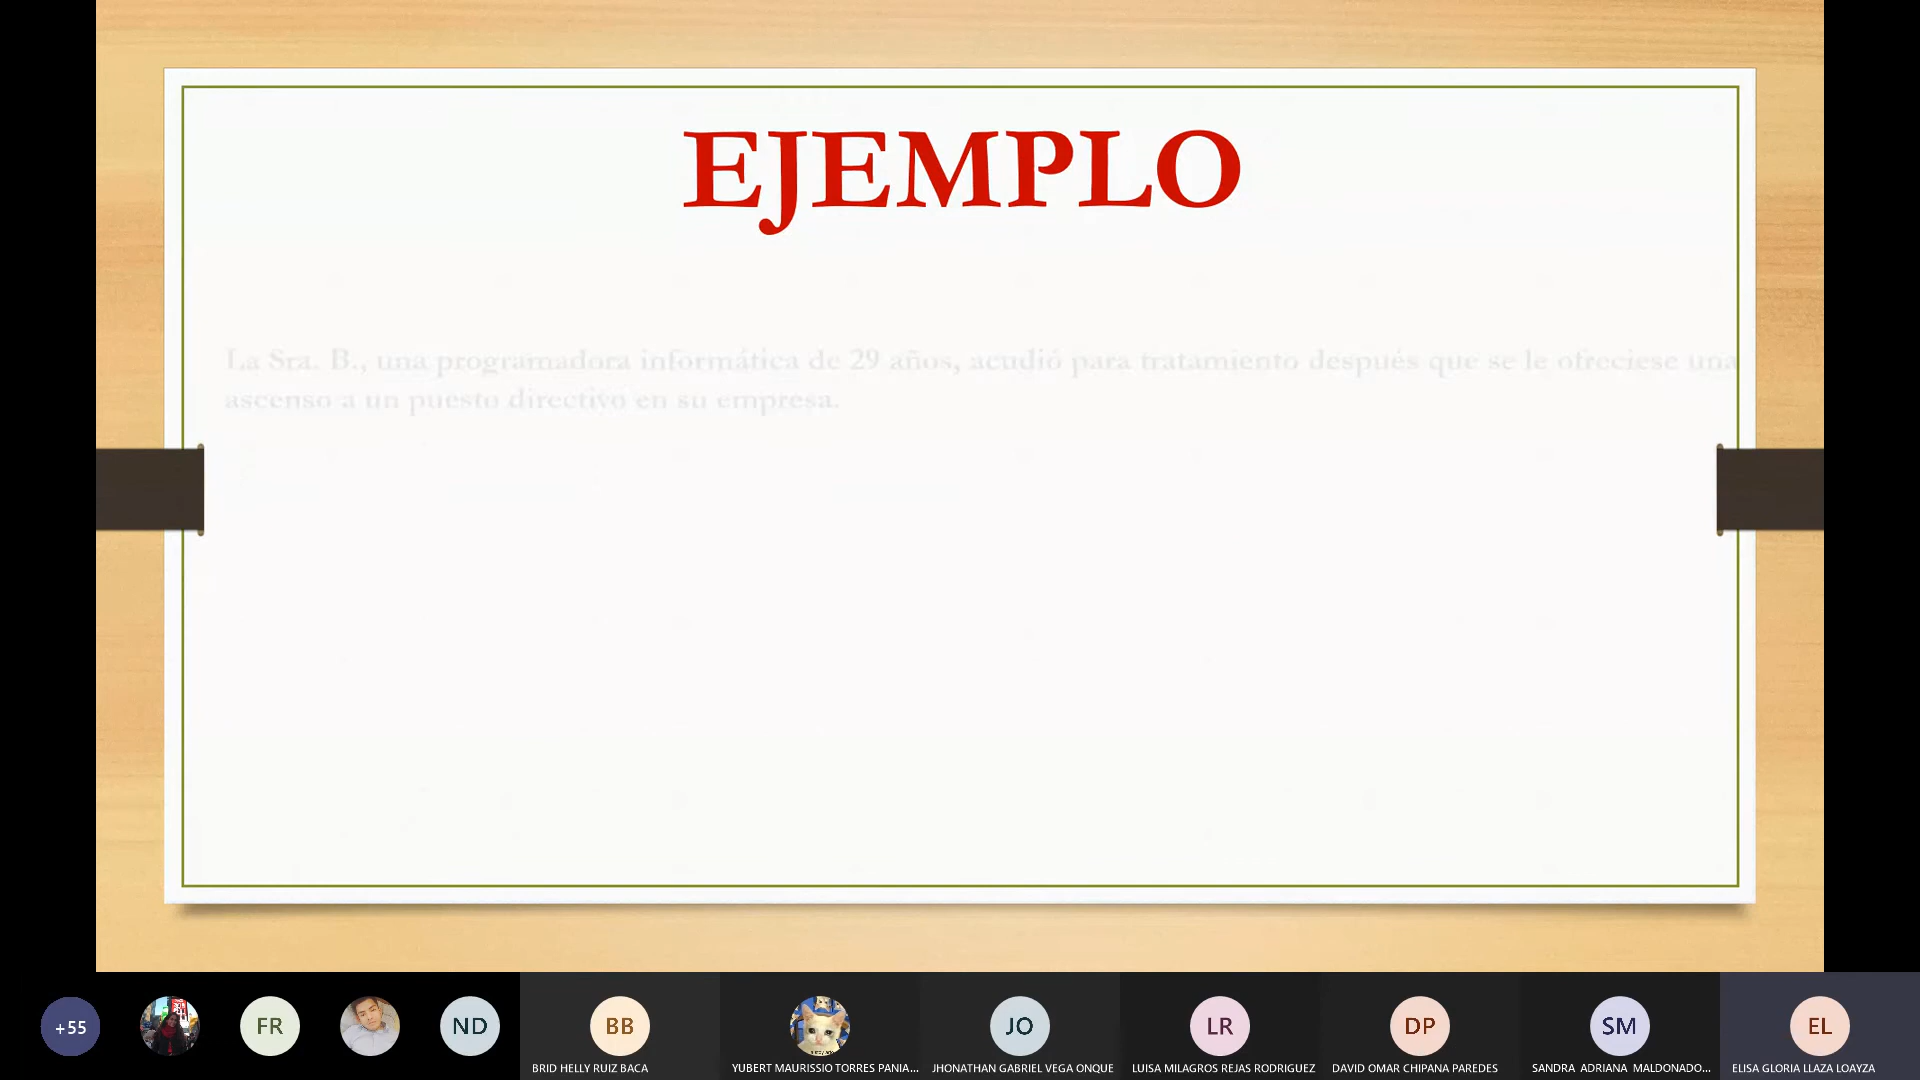 EJEMPLO
La Sra. B., una programadora informática de 29 años, acudió para tratamiento después que se le ofreciese una
ascenso a un puesto directivo en su empresa.
+55
FR
ND
BB
JO
LR
DP
SM
EL
BRID HELLY RUIZ BACA
YUBERT MAURISSIO TORRES PANIA...
JHONATHAN GABRIEL VEGA ONQUE
LUISA MILAGROS REJAS RODRIGUEZ
DAVID OMAR CHIPANA PAREDES
SANDRA ADRIANA MALDONADO...
ELISA GLORIA LLAZA LOAYZA